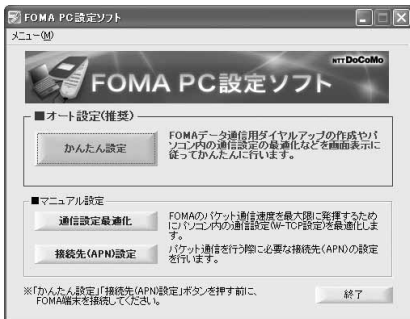 FOMA PC設定ソフト
メニュー(M)
NTT DoCoMo
FOMA PC設定ソフト
■オート設定(推奨)
かんたん設定
FOMAデータ通信用ダイヤルアップの作成やパ
ソコン内の通信設定の最適化などを画面表示に
従ってかんたんに行います。
■マニュアル設定
通信設定最適化
FOMAのパケット通信速度を最大限に発揮するため
にパソコン内の通信設定(W-TCP設定)を最適化しま
す。
接続先(APN)設定
パケット通信を行う際に必要な接続先(APN)の設定
を行います。
※「かんたん設定」「接続先(APN)設定」ボタンを押す前に、
FOMA端末を接続してください。
終了